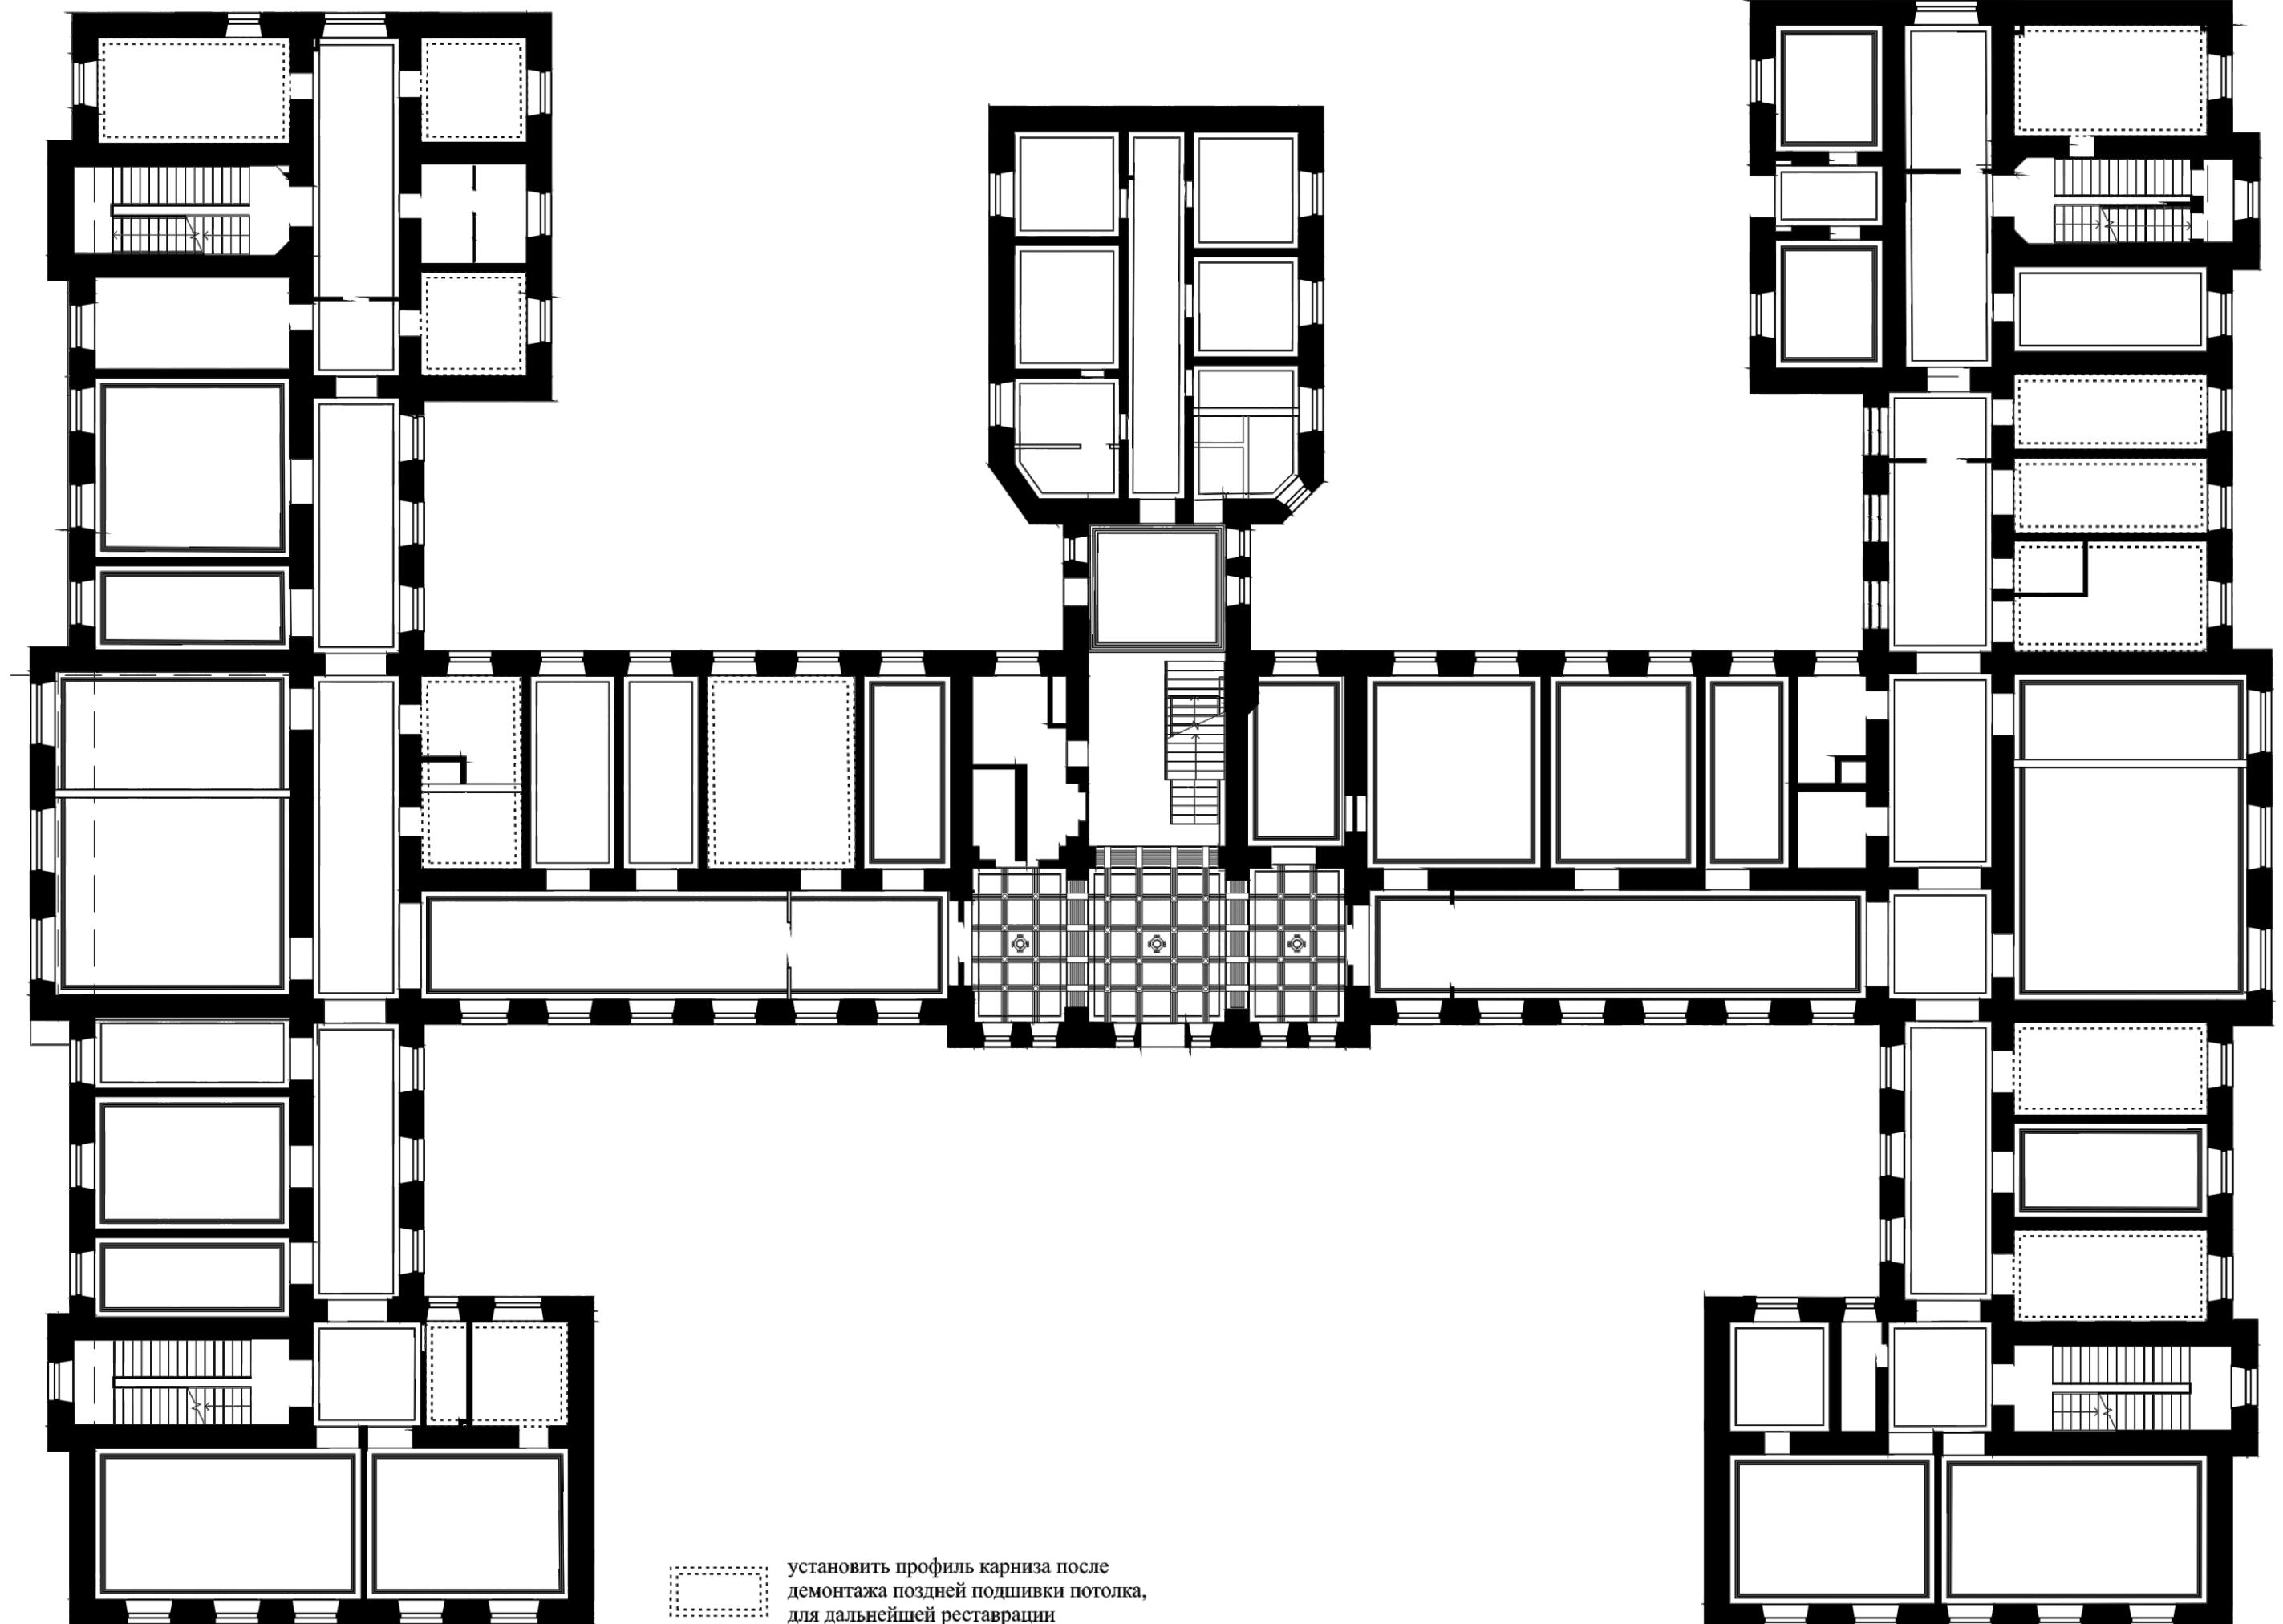 установить профиль карниза после
демонтажа поздней подшивки потолка,
для дальнейшей реставрации